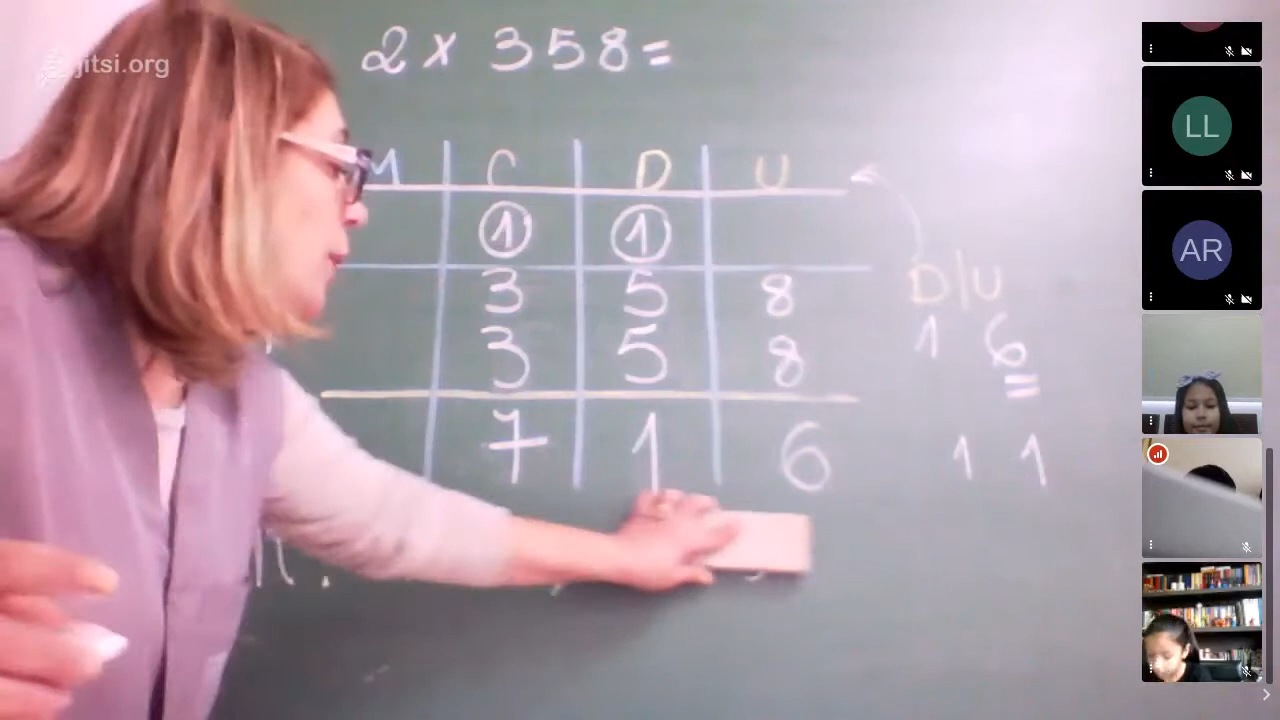 jitsi.org
2 x 358=
M C D U
1 1
3 5 8
3 5 8
7 1 6
D|U
1 6
1 1
LL
AR